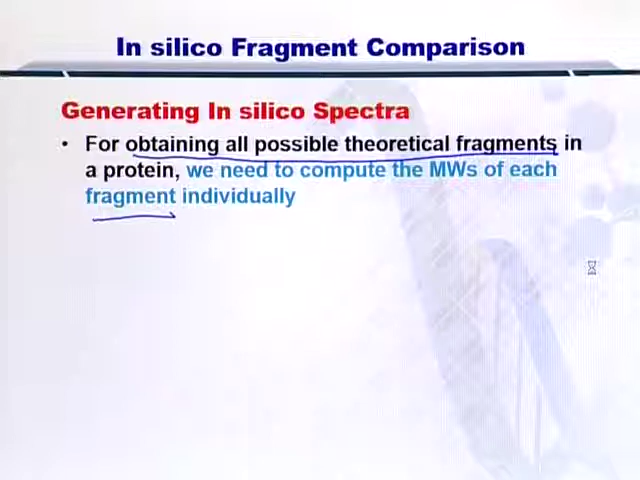 In silico Fragment Comparison
Generating In silico Spectra
• For obtaining all possible theoretical fragments in
a protein, we need to compute the MWs of each
fragment individually